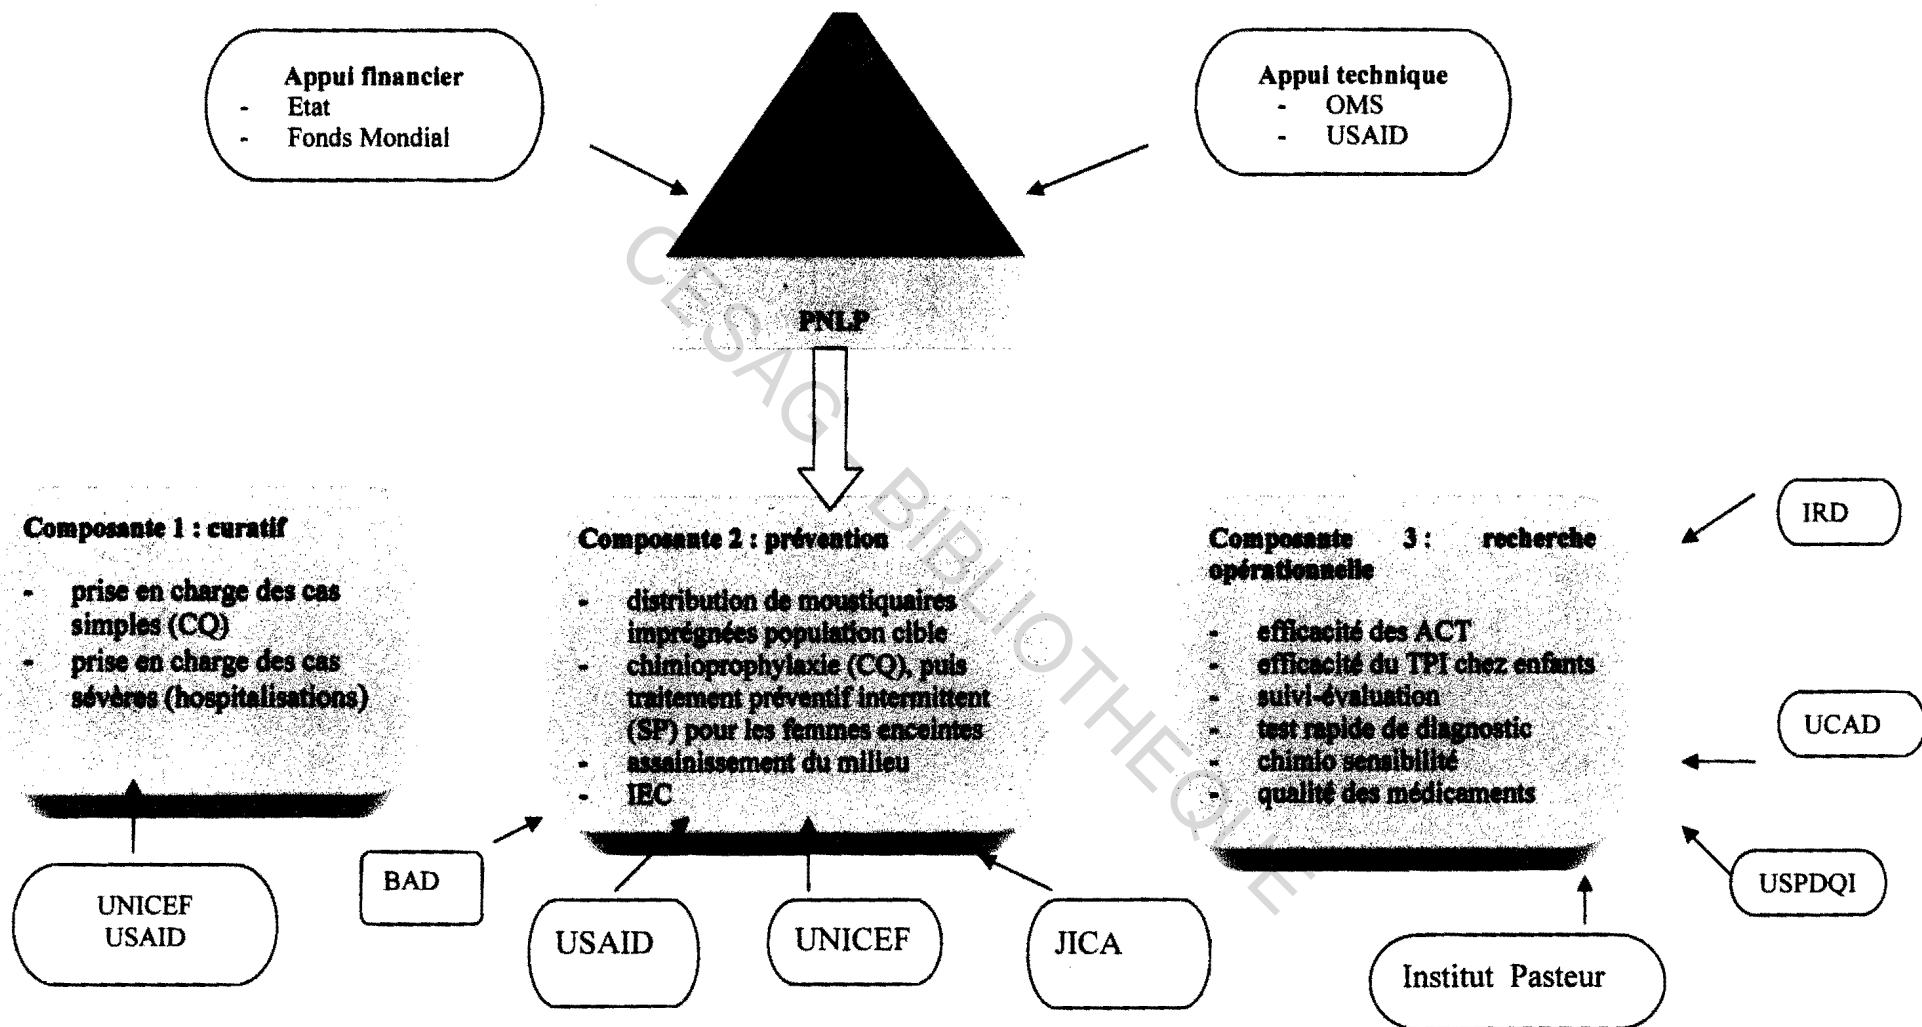 Appui financier
- Etat
- Fonds Mondial
Appui technique
- OMS
- USAID
PNLP
Composante 1 : curatif
- prise en charge des cas
simples (CQ)
- prise en charge des cas
sévères (hospitalisations)
Composante 2 : prévention
- distribution de moustiquaires
imprégnées population cible
- chimioprophylaxie (CQ), puis
traitement préventif intermittent
(SP) pour les femmes enceintes
- assainissement du milieu
- IEC
Composante 3 : recherche
opérationnelle
- efficacité des ACT
- efficacité du TPI chez enfants
- suivi-évaluation
- test rapide de diagnostic
- chimio sensibilité
- qualité des médicaments
IRD
UCAD
USPDQI
UNICEF
USAID
BAD
USAID
UNICEF
JICA
Institut Pasteur
CESAG - BIBLIOTHEQUE